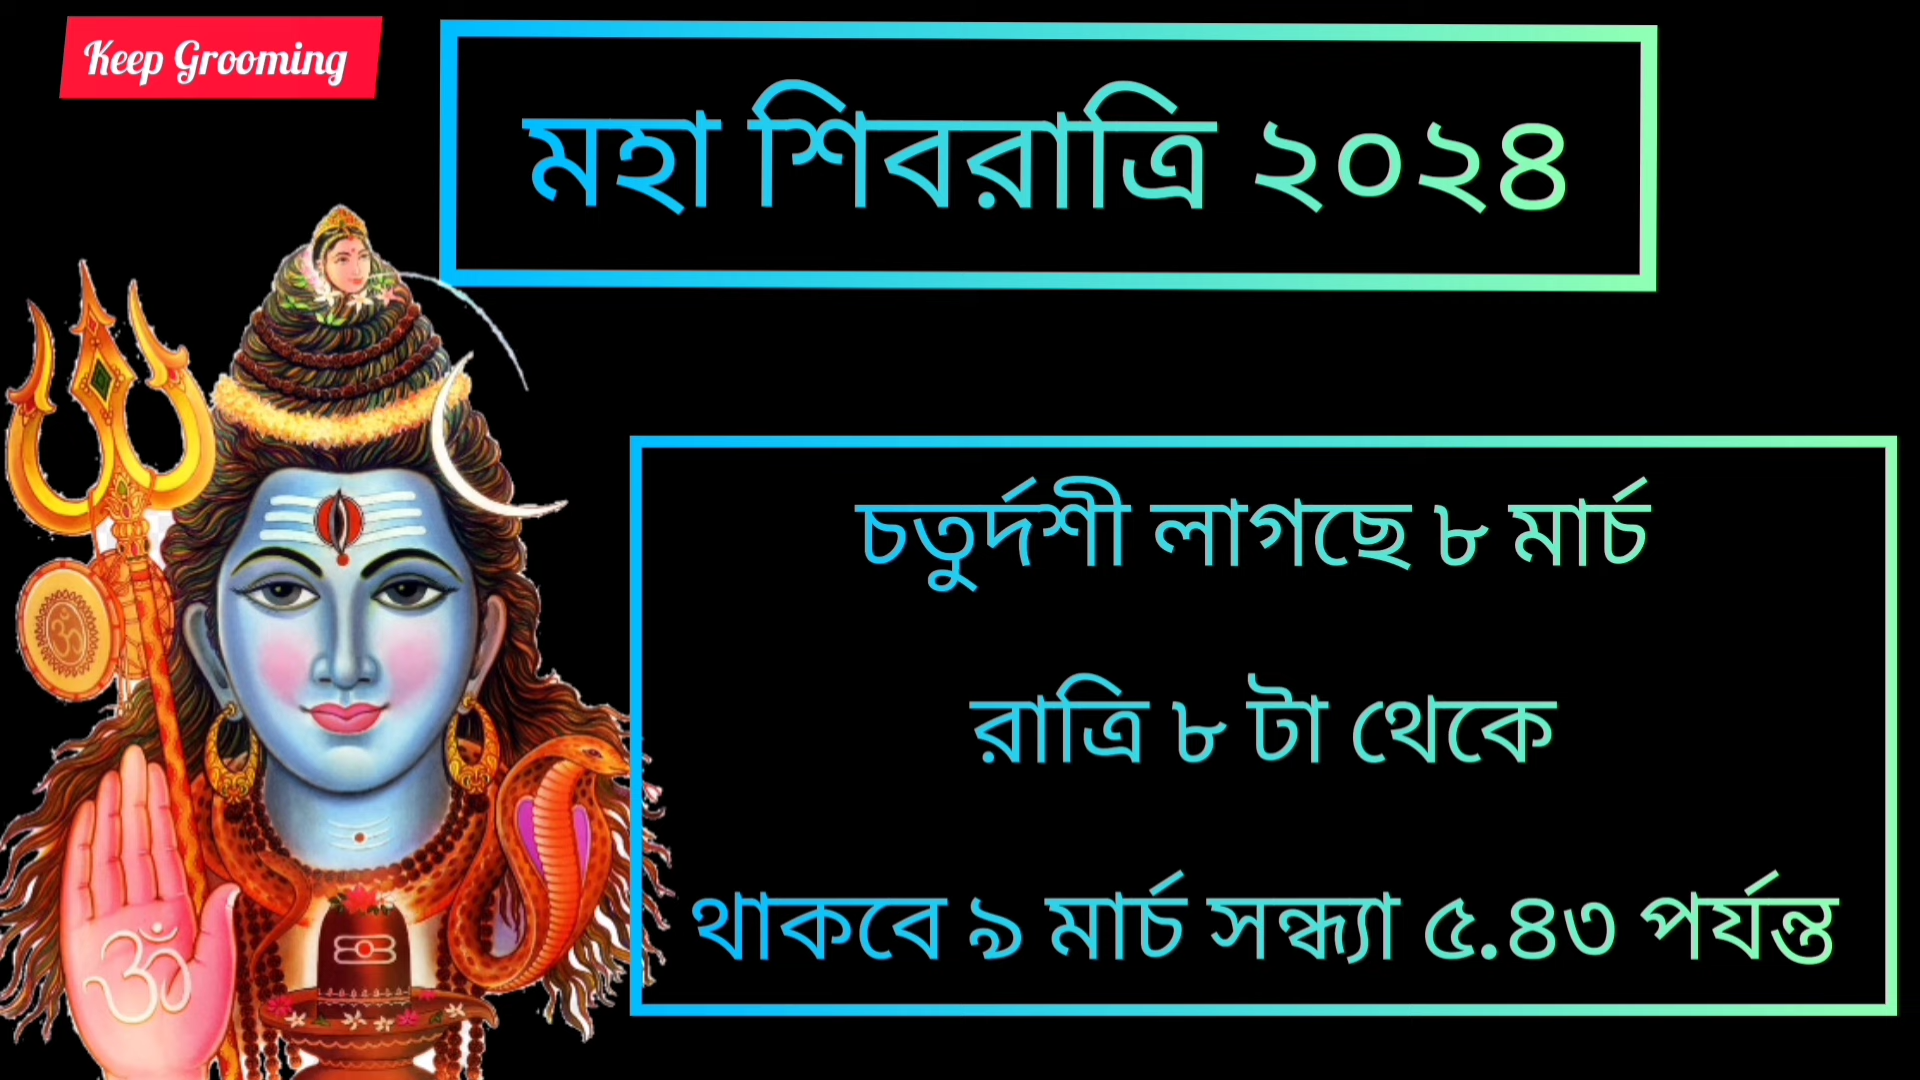 Keep Grooming
মহা শিবরাত্রি ২০২৪
চতুর্দশী লাগছে ৮ মার্চ
রাত্রি ৮ টা থেকে
থাকবে ৯ মার্চ সন্ধ্যা ৫.৪৩ পর্যন্ত
ॐ
ॐ